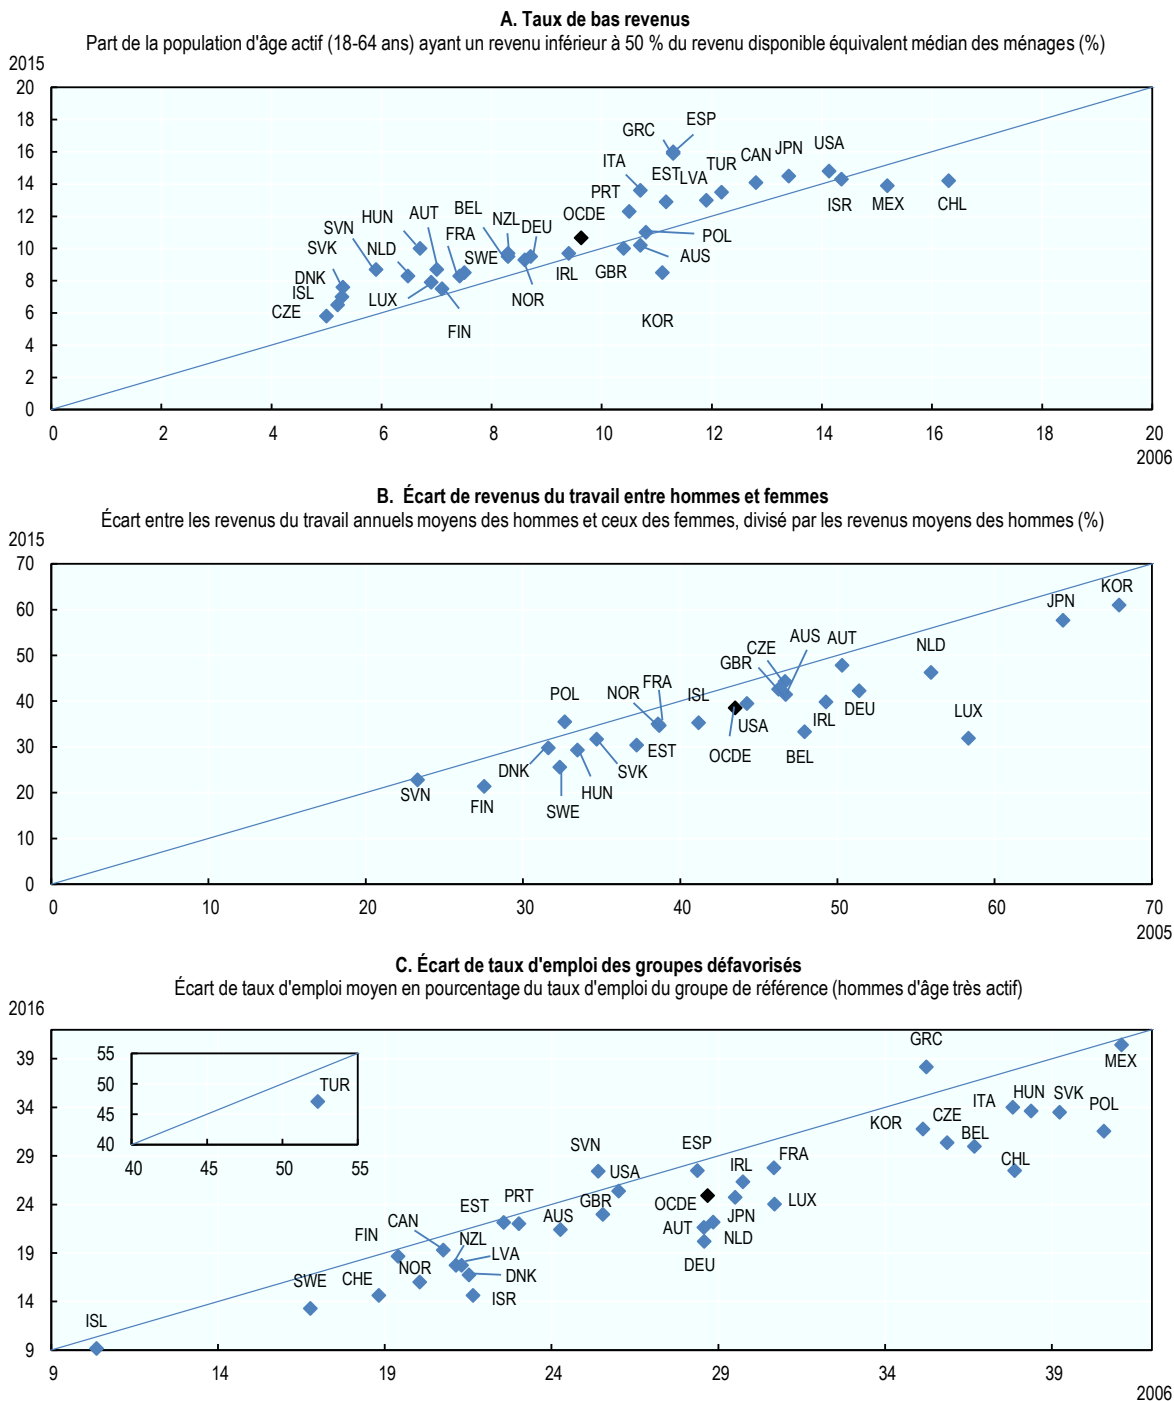 A. Taux de bas revenus
Part de la population d'âge actif (18-64 ans) ayant un revenu inférieur à 50 % du revenu disponible équivalent médian des ménages (%)
2015
20
18
16
14
12
10
8
6
4
2
0
GRC
ESP
ITA
EST
LVA
TUR
CAN
JPN
USA
PRT
ISR
MEX
CHL
HUN
AUT
BEL
NZL
DEU
OCDE
SVN
FRA
POL
SVK
NLD
SWE
IRL
GBR
AUS
DNK
ISL
LUX
NOR
CZE
FIN
KOR
0 2 4 6 8 10 12 14 16 18 20
2006
B. Écart de revenus du travail entre hommes et femmes
Écart entre les revenus du travail annuels moyens des hommes et ceux des femmes, divisé par les revenus moyens des hommes (%)
2015
70
60
50
40
30
20
10
0
KOR
JPN
AUS
AUT
CZE
NLD
GBR
FRA
POL
NOR
ISL
LUX
DEU
IRL
USA
OCDE
EST
BEL
DNK
SVK
HUN
SVN
FIN
SWE
0 10 20 30 40 50 60 70
2005
C. Écart de taux d'emploi des groupes défavorisés
Écart de taux d'emploi moyen en pourcentage du taux d'emploi du groupe de référence (hommes d'âge très actif)
2016
39
34
29
24
19
14
9
55
50
45
40
TUR
40 45 50 55
GRC
MEX
ITA
HUN
SVK
POL
KOR
CZE
BEL
CHL
SVN
ESP
USA
IRL
FRA
EST
PRT
GBR
OCDE
LUX
AUS
JPN
CAN
AUT
NLD
FIN
NZL
LVA
DEU
SWE
CHE
NOR
DNK
ISR
ISL
9 14 19 24 29 34 39
2006